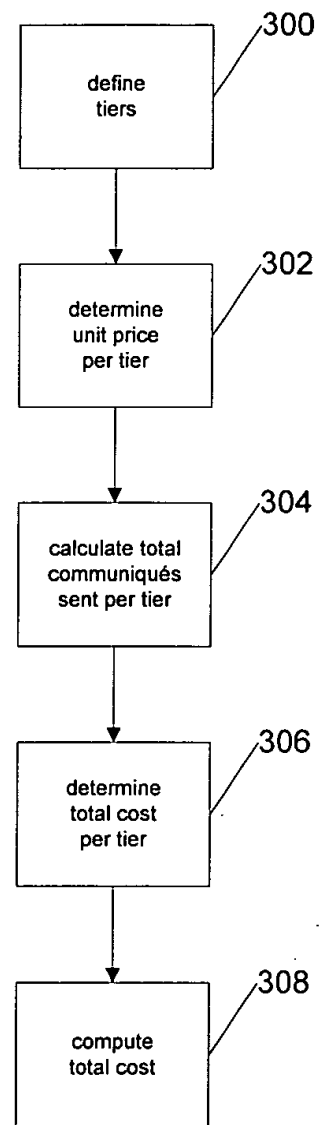 300
define
tiers
302
determine
unit price
per tier
304
calculate total
communiqués
sent per tier
306
determine
total cost
per tier
308
compute
total cost